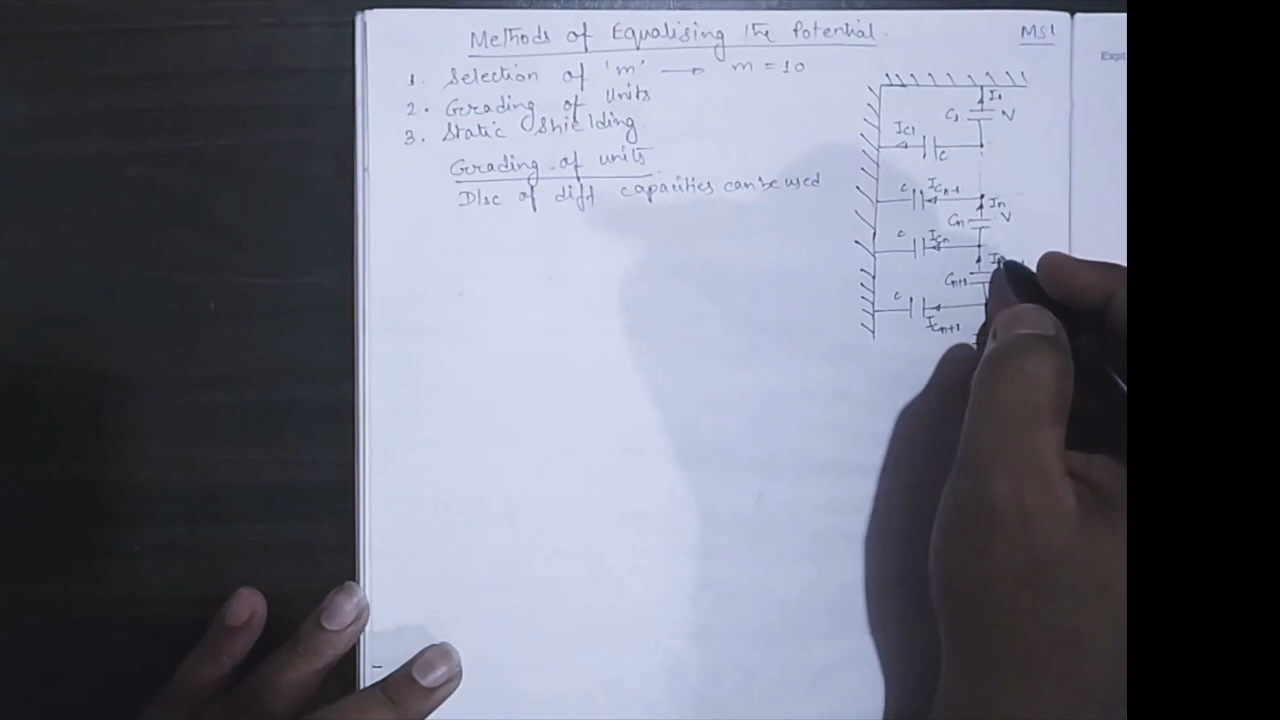 Methods of Equalising the Potential
MS1
Expt
1. Selection of 'm' → m = 10
2. Grading of units
3. Static Shielding
Grading of units
Disc of diff. capacities can be used
I1
C1
V
IC1
C
C
ICn-1
In
Cn
V
C
ICn
Cn+1
C
ICn+1